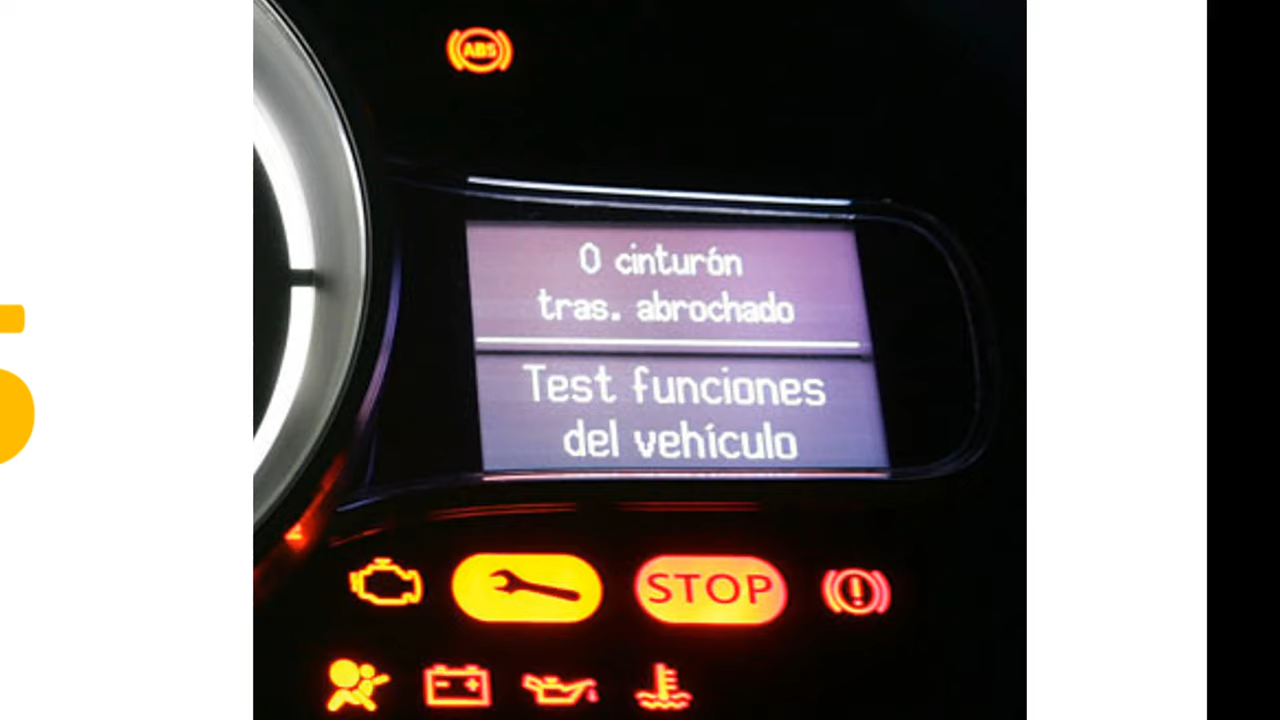 ABS
0 cinturón
tras. abrochado
Test funciones
del vehículo
STOP